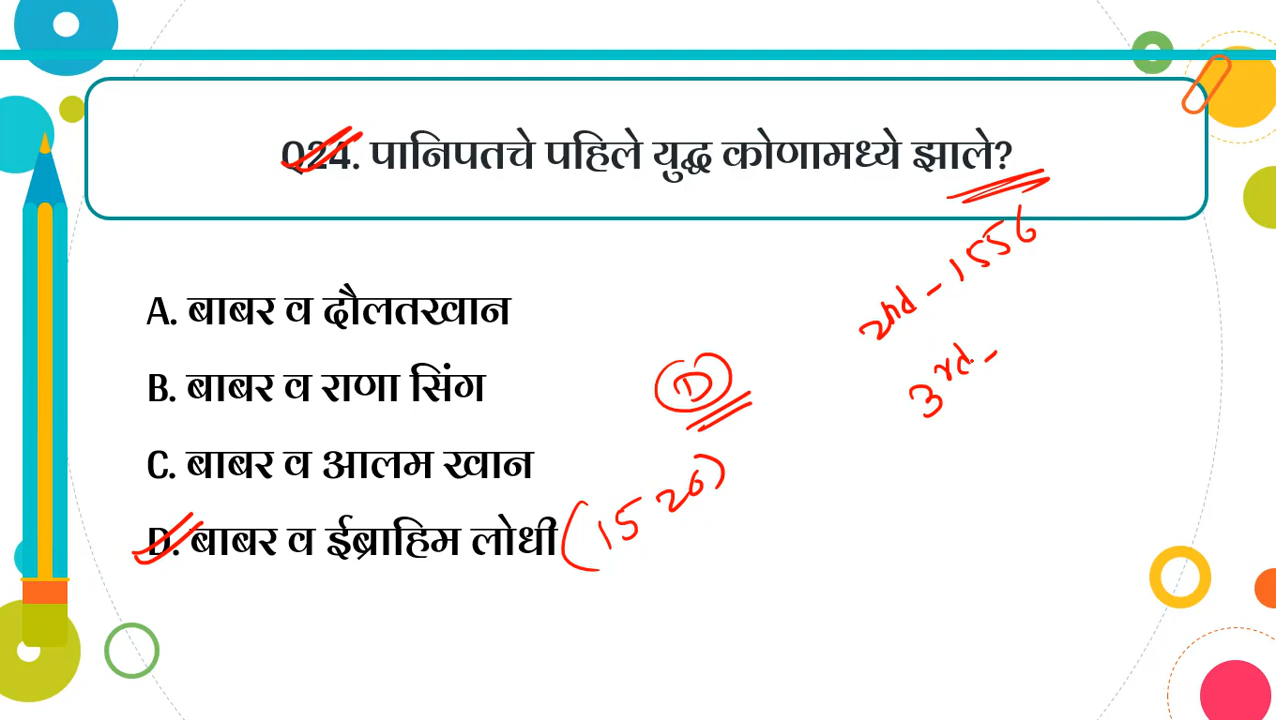 Q24. पानिपतचे पहिले युद्ध कोणामध्ये झाले?
2nd - 1556
A. बाबर व दौलतखान
3rd. -
B. बाबर व राणा सिंग
D
C. बाबर व आलम खान
D. बाबर व ईब्राहिम लोधी (1526)